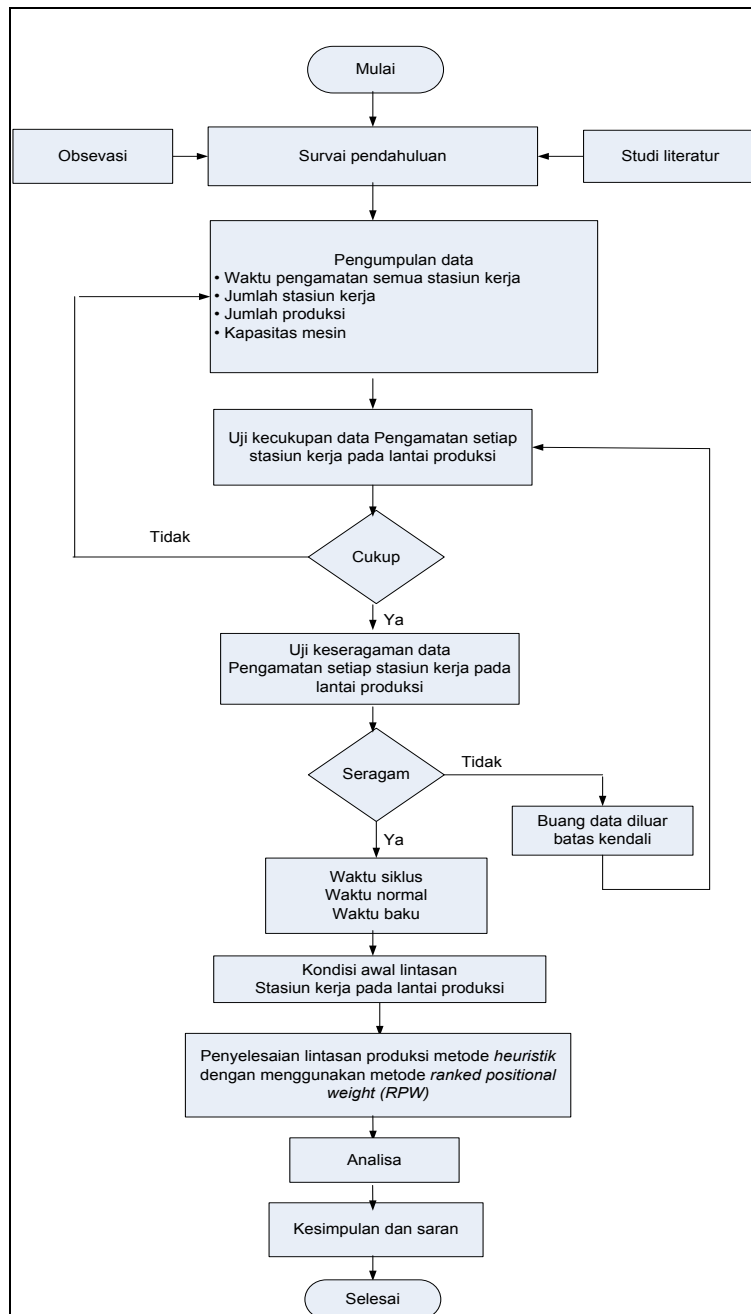 Mulai
Obsevasi
Survai pendahuluan
Studi literatur
Pengumpulan data
• Waktu pengamatan semua stasiun kerja
• Jumlah stasiun kerja
• Jumlah produksi
• Kapasitas mesin
Uji kecukupan data Pengamatan setiap
stasiun kerja pada lantai produksi
Tidak
Cukup
Ya
Uji keseragaman data
Pengamatan setiap stasiun kerja pada
lantai produksi
Tidak
Seragam
Buang data diluar
batas kendali
Ya
Waktu siklus
Waktu normal
Waktu baku
Kondisi awal lintasan
Stasiun kerja pada lantai produksi
Penyelesaian lintasan produksi metode heuristik
dengan menggunakan metode ranked positional
weight (RPW)
Analisa
Kesimpulan dan saran
Selesai